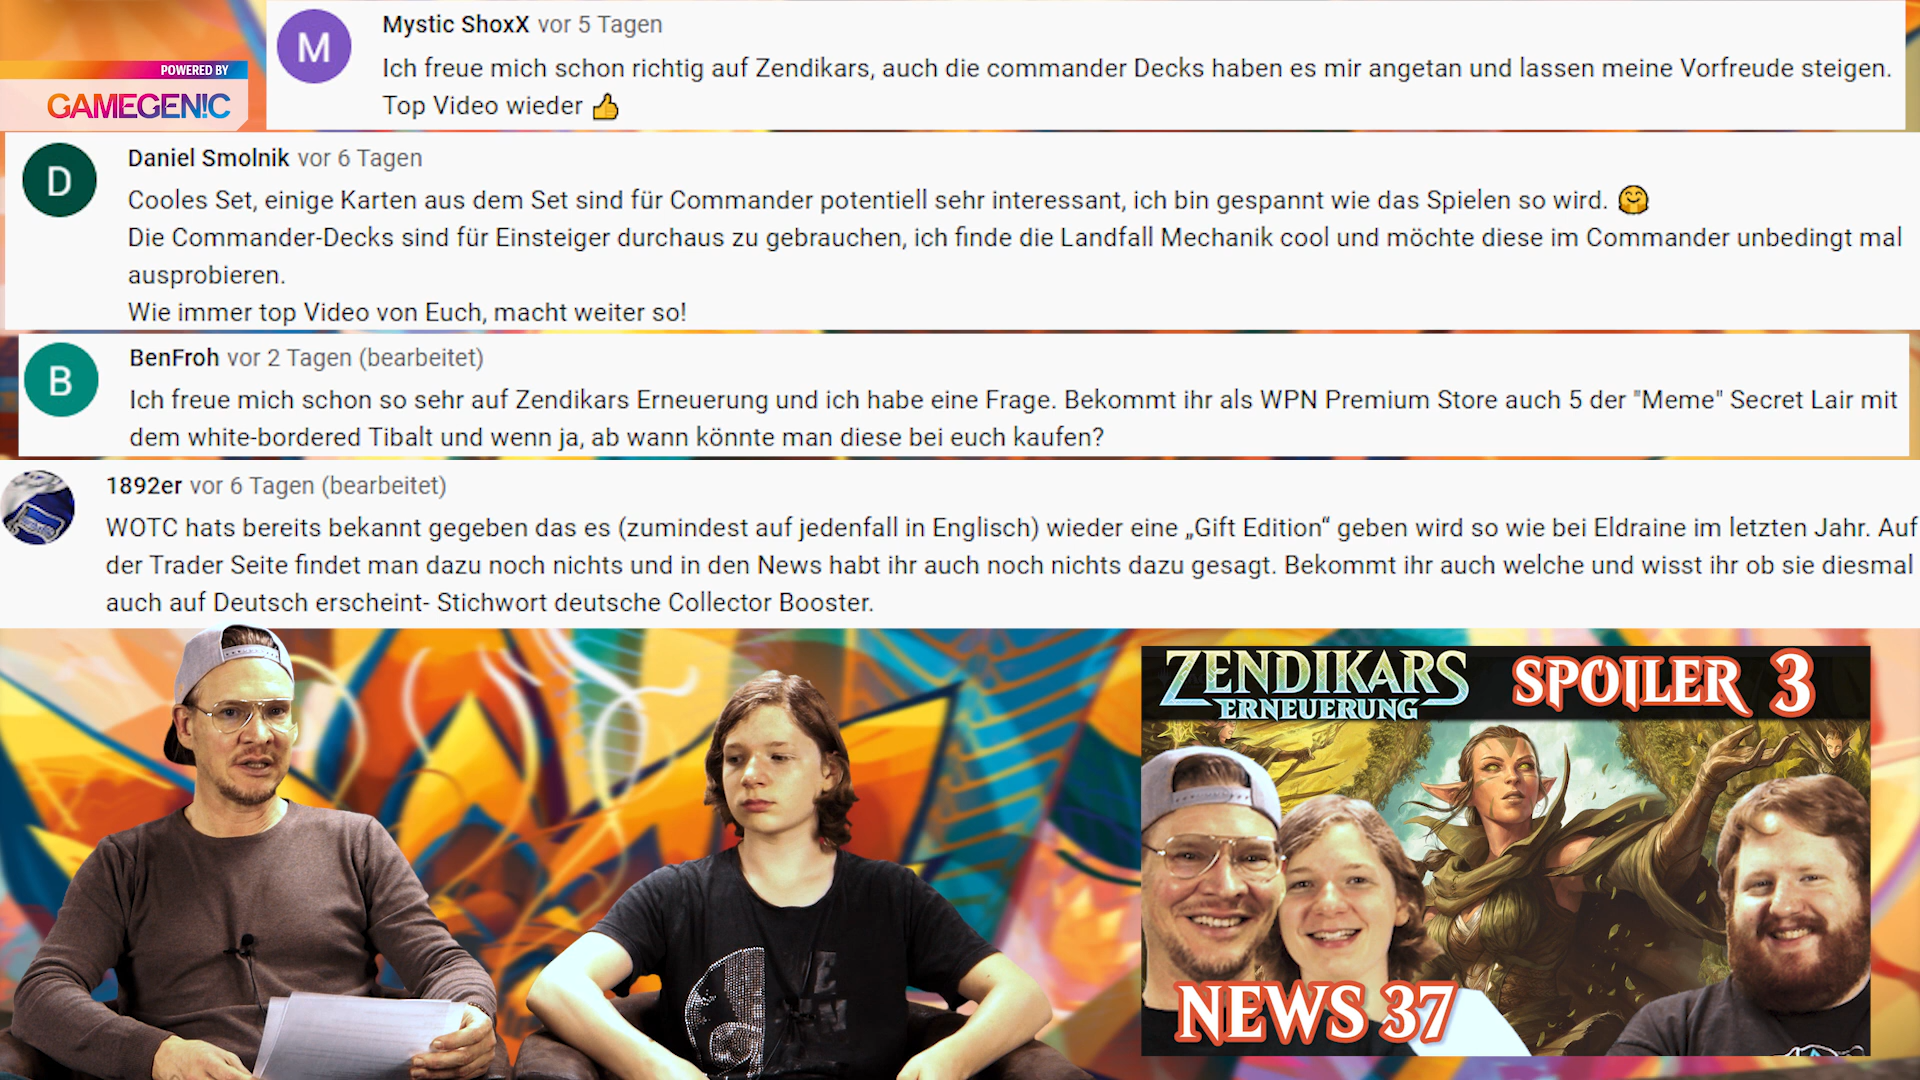 POWERED BY
GAMEGEN!C
M
Mystic ShoxX vor 5 Tagen
Ich freue mich schon richtig auf Zendikars, auch die commander Decks haben es mir angetan und lassen meine Vorfreude steigen.
Top Video wieder 👍
D
Daniel Smolnik vor 6 Tagen
Cooles Set, einige Karten aus dem Set sind für Commander potentiell sehr interessant, ich bin gespannt wie das Spielen so wird. 🤗
Die Commander-Decks sind für Einsteiger durchaus zu gebrauchen, ich finde die Landfall Mechanik cool und möchte diese im Commander unbedingt mal
ausprobieren.
Wie immer top Video von Euch, macht weiter so!
B
BenFroh vor 2 Tagen (bearbeitet)
Ich freue mich schon so sehr auf Zendikars Erneuerung und ich habe eine Frage. Bekommt ihr als WPN Premium Store auch 5 der "Meme" Secret Lair mit
dem white-bordered Tibalt und wenn ja, ab wann könnte man diese bei euch kaufen?
1892er vor 6 Tagen (bearbeitet)
WOTC hats bereits bekannt gegeben das es (zumindest auf jedenfall in Englisch) wieder eine „Gift Edition“ geben wird so wie bei Eldraine im letzten Jahr. Auf
der Trader Seite findet man dazu noch nichts und in den News habt ihr auch noch nichts dazu gesagt. Bekommt ihr auch welche und wisst ihr ob sie diesmal
auch auf Deutsch erscheint- Stichwort deutsche Collector Booster.
ZENDIKARS SPOILER 3
ERNEUERUNG
NEWS 37